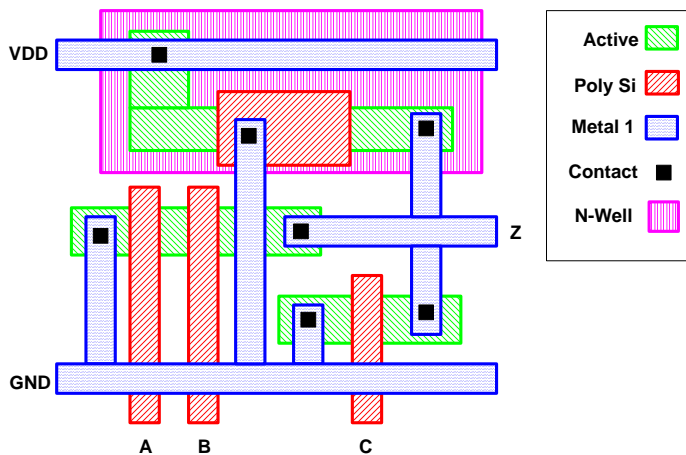 VDD
Z
GND
A
B
C
Active
Poly Si
Metal 1
Contact
N-Well